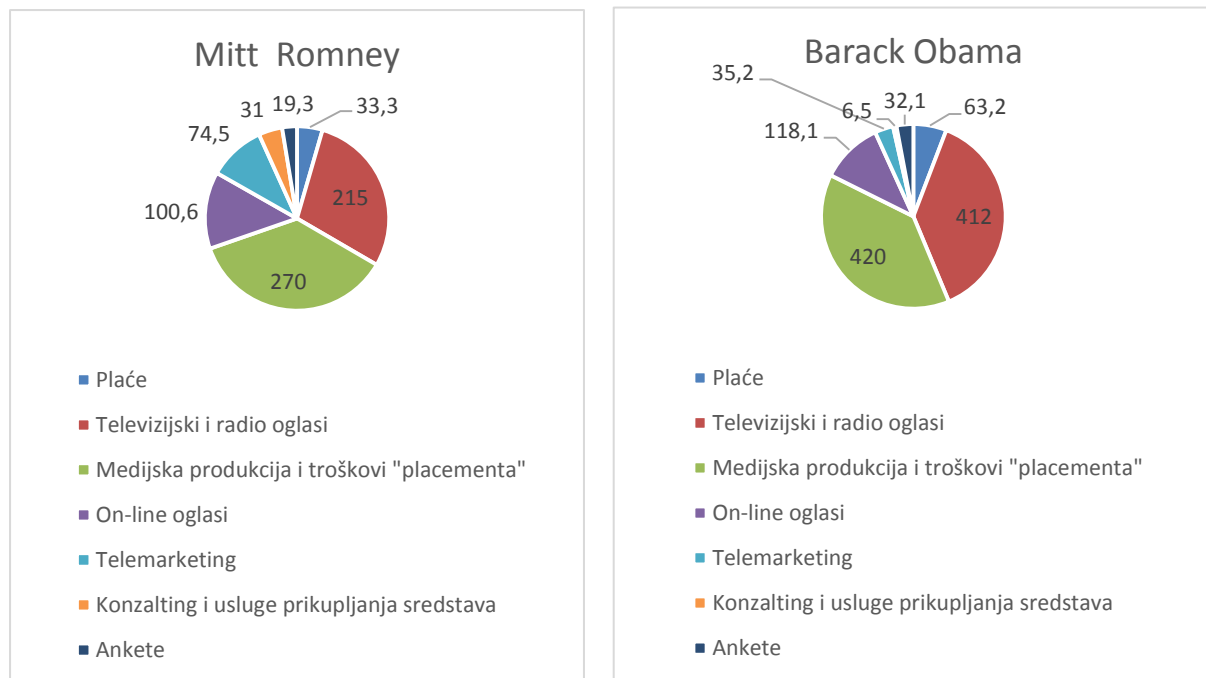 Mitt  Romney
19,3
31
33,3
74,5
215
100,6
270
Plaće
Televizijski i radio oglasi
Medijska produkcija i troškovi "placementa"
On-line oglasi
Telemarketing
Konzalting i usluge prikupljanja sredstava
Ankete
Barack Obama
35,2
32,1
6,5
63,2
118,1
412
420
Plaće
Televizijski i radio oglasi
Medijska produkcija i troškovi "placementa"
On-line oglasi
Telemarketing
Konzalting i usluge prikupljanja sredstava
Ankete